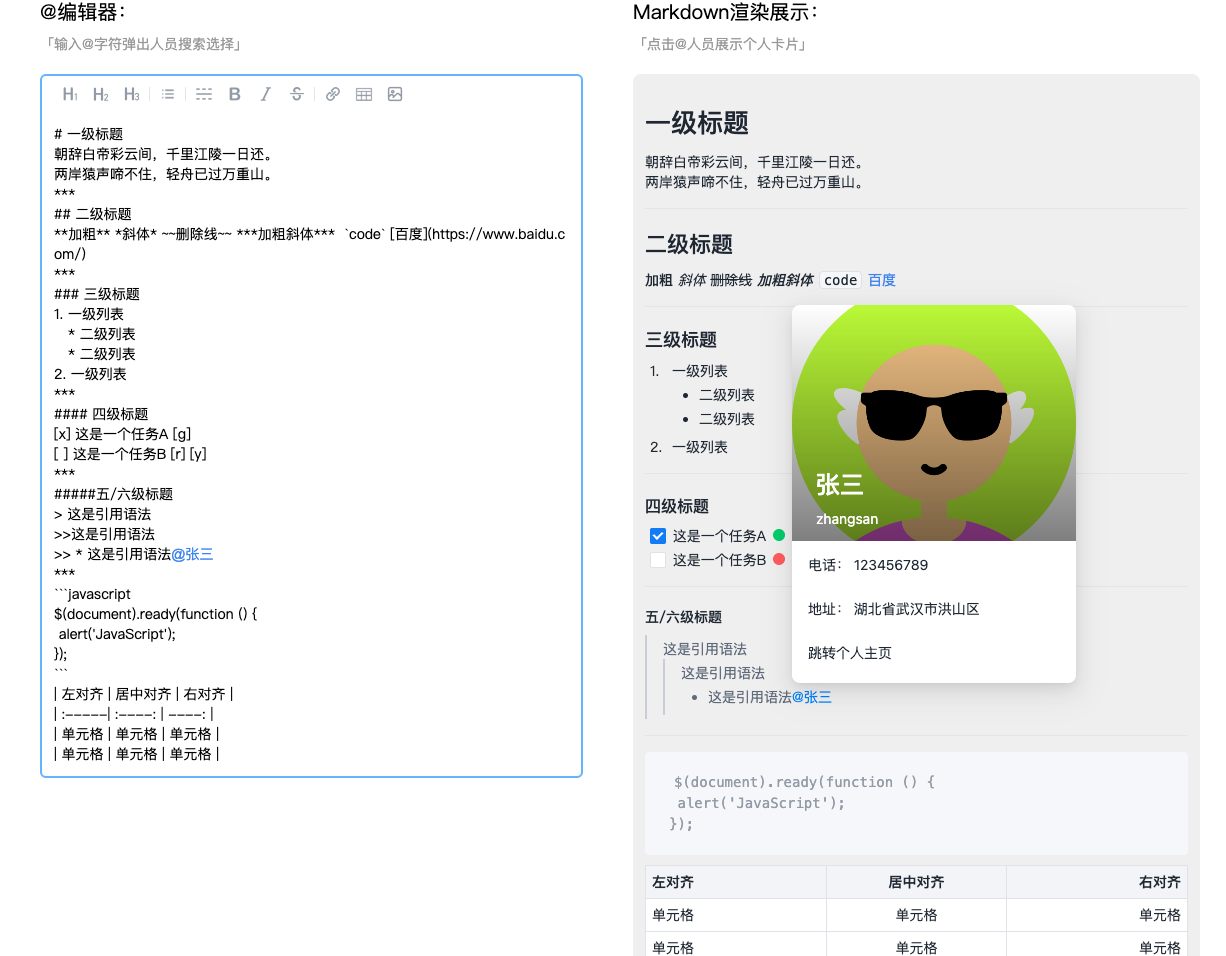 @编辑器：
「输入@字符弹出人员搜索选择」
H1 H2 H3 B I S
# 一级标题
朝辞白帝彩云间，千里江陵一日还。
两岸猿声啼不住，轻舟已过万重山。
***
## 二级标题
**加粗** *斜体* ~~删除线~~ ***加粗斜体***  `code` [百度](https://www.baidu.c
om/)
***
### 三级标题
1. 一级列表
    * 二级列表
    * 二级列表
2. 一级列表
***
#### 四级标题
[x] 这是一个任务A [g]
[ ] 这是一个任务B [r] [y]
***
#####五/六级标题
> 这是引用语法
>>这是引用语法
>> * 这是引用语法@张三
***
```javascript
$(document).ready(function () {
 alert('JavaScript');
});
```
| 左对齐 | 居中对齐 | 右对齐 |
| :-----| :----: | ----: |
| 单元格 | 单元格 | 单元格 |
| 单元格 | 单元格 | 单元格 |
Markdown渲染展示：
「点击@人员展示个人卡片」
一级标题
朝辞白帝彩云间，千里江陵一日还。
两岸猿声啼不住，轻舟已过万重山。
二级标题
加粗 斜体 删除线 加粗斜体 code 百度
三级标题
1. 一级列表
• 二级列表
• 二级列表
2. 一级列表
四级标题
这是一个任务A
这是一个任务B
五/六级标题
这是引用语法
这是引用语法
• 这是引用语法@张三
张三
zhangsan
电话： 123456789
地址： 湖北省武汉市洪山区
跳转个人主页
$(document).ready(function () {
 alert('JavaScript');
});
左对齐 居中对齐 右对齐
单元格 单元格 单元格
单元格 单元格 单元格